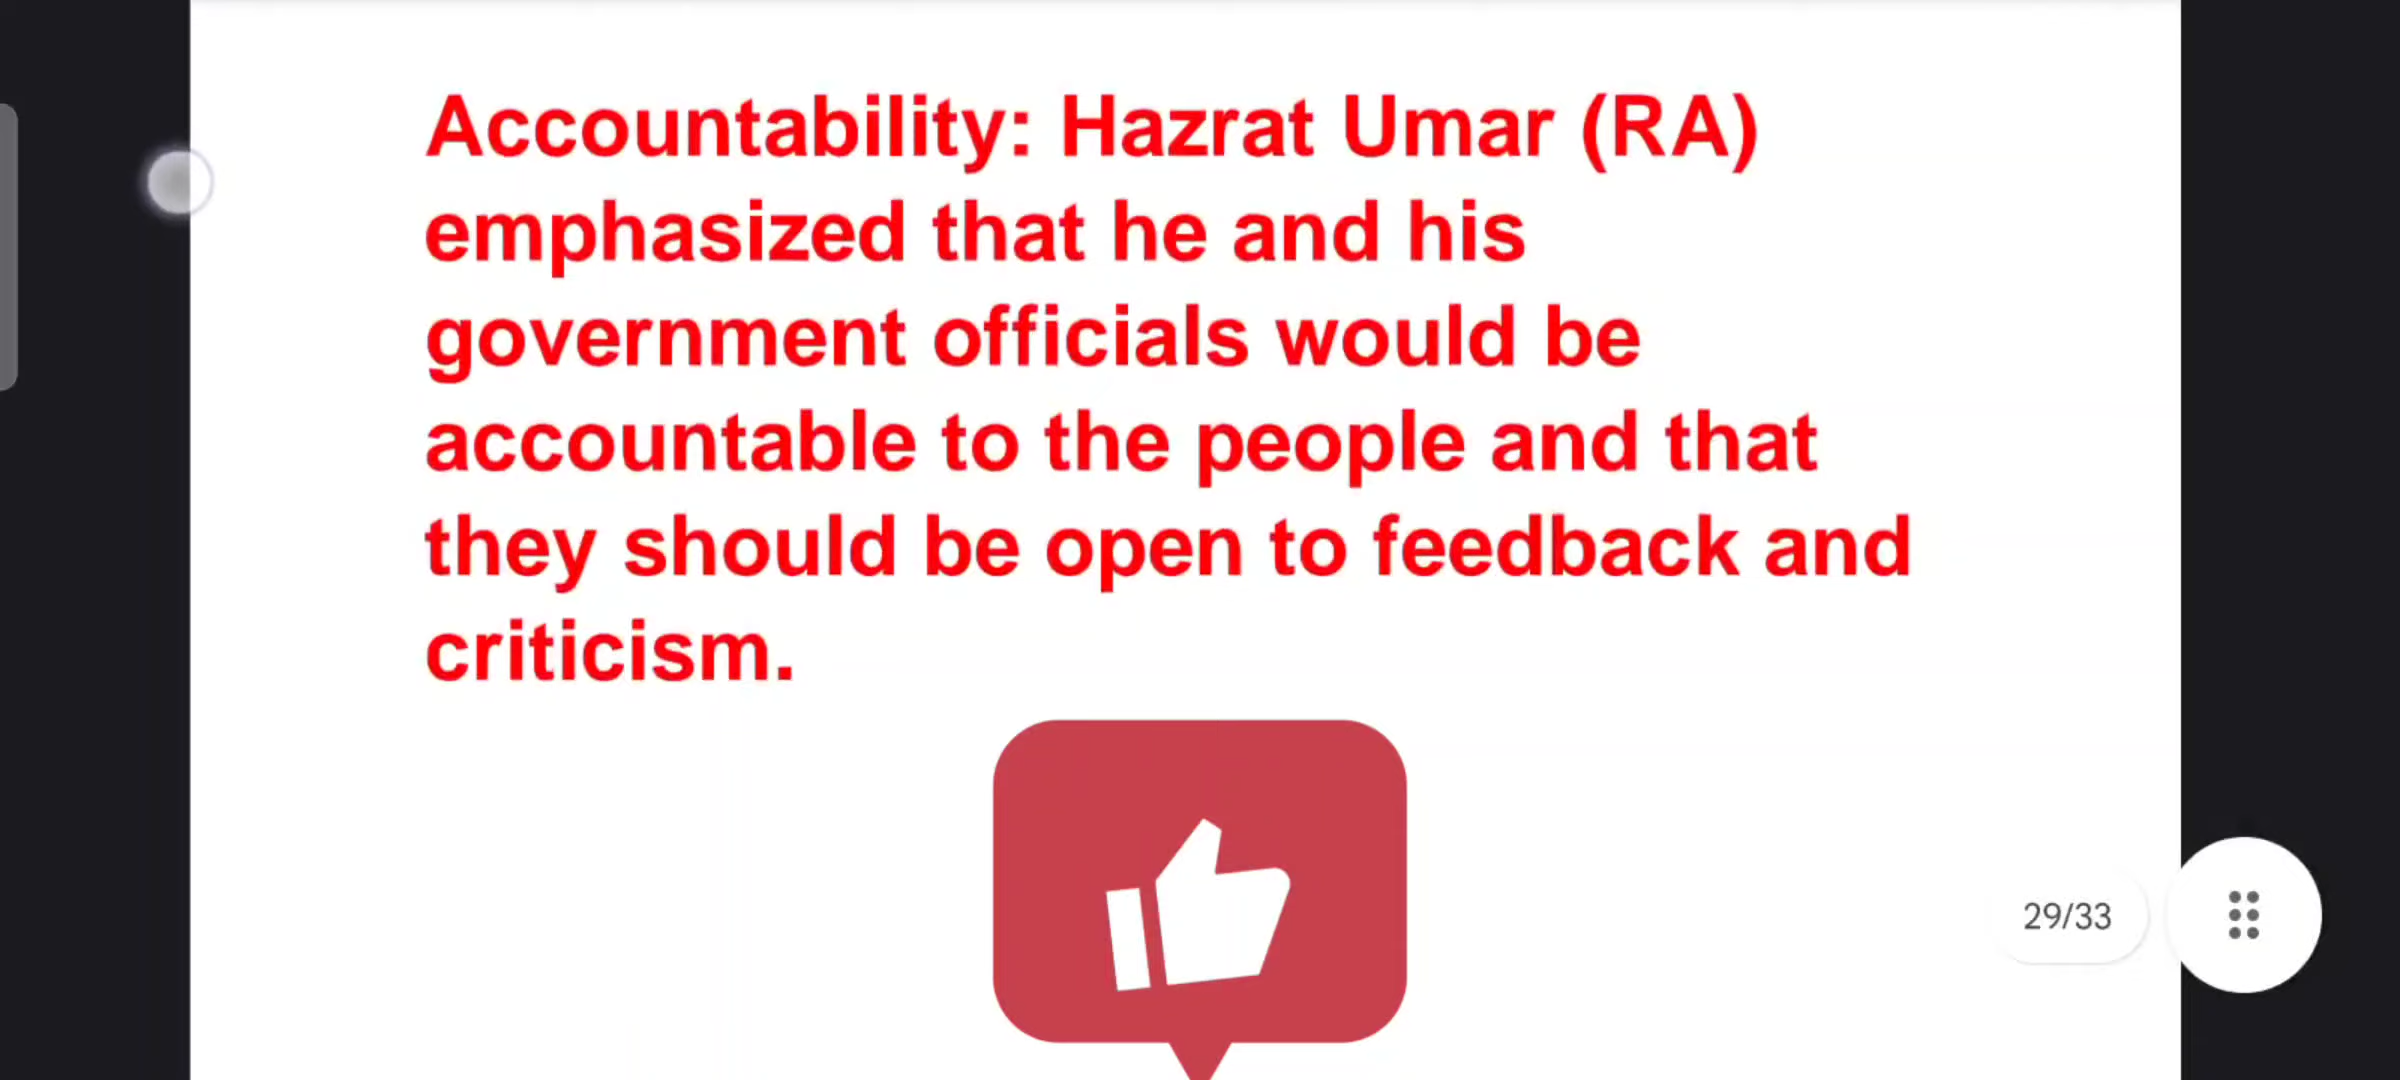 Accountability: Hazrat Umar (RA)
emphasized that he and his
government officials would be
accountable to the people and that
they should be open to feedback and
criticism.
29/33